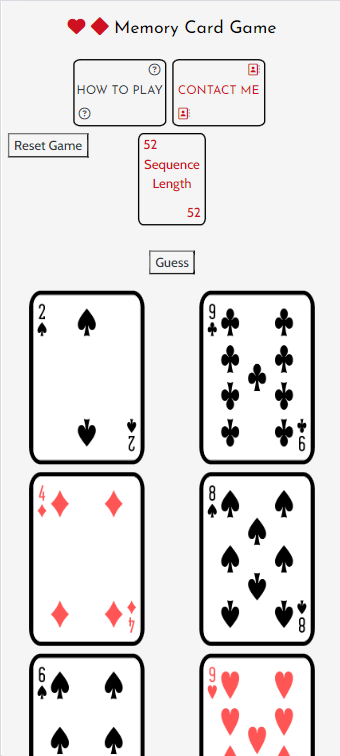 Memory Card Game
HOW TO PLAY
CONTACT ME
Reset Game
52
Sequence
Length
52
Guess
2
2
9
9
4
4
8
8
6
9